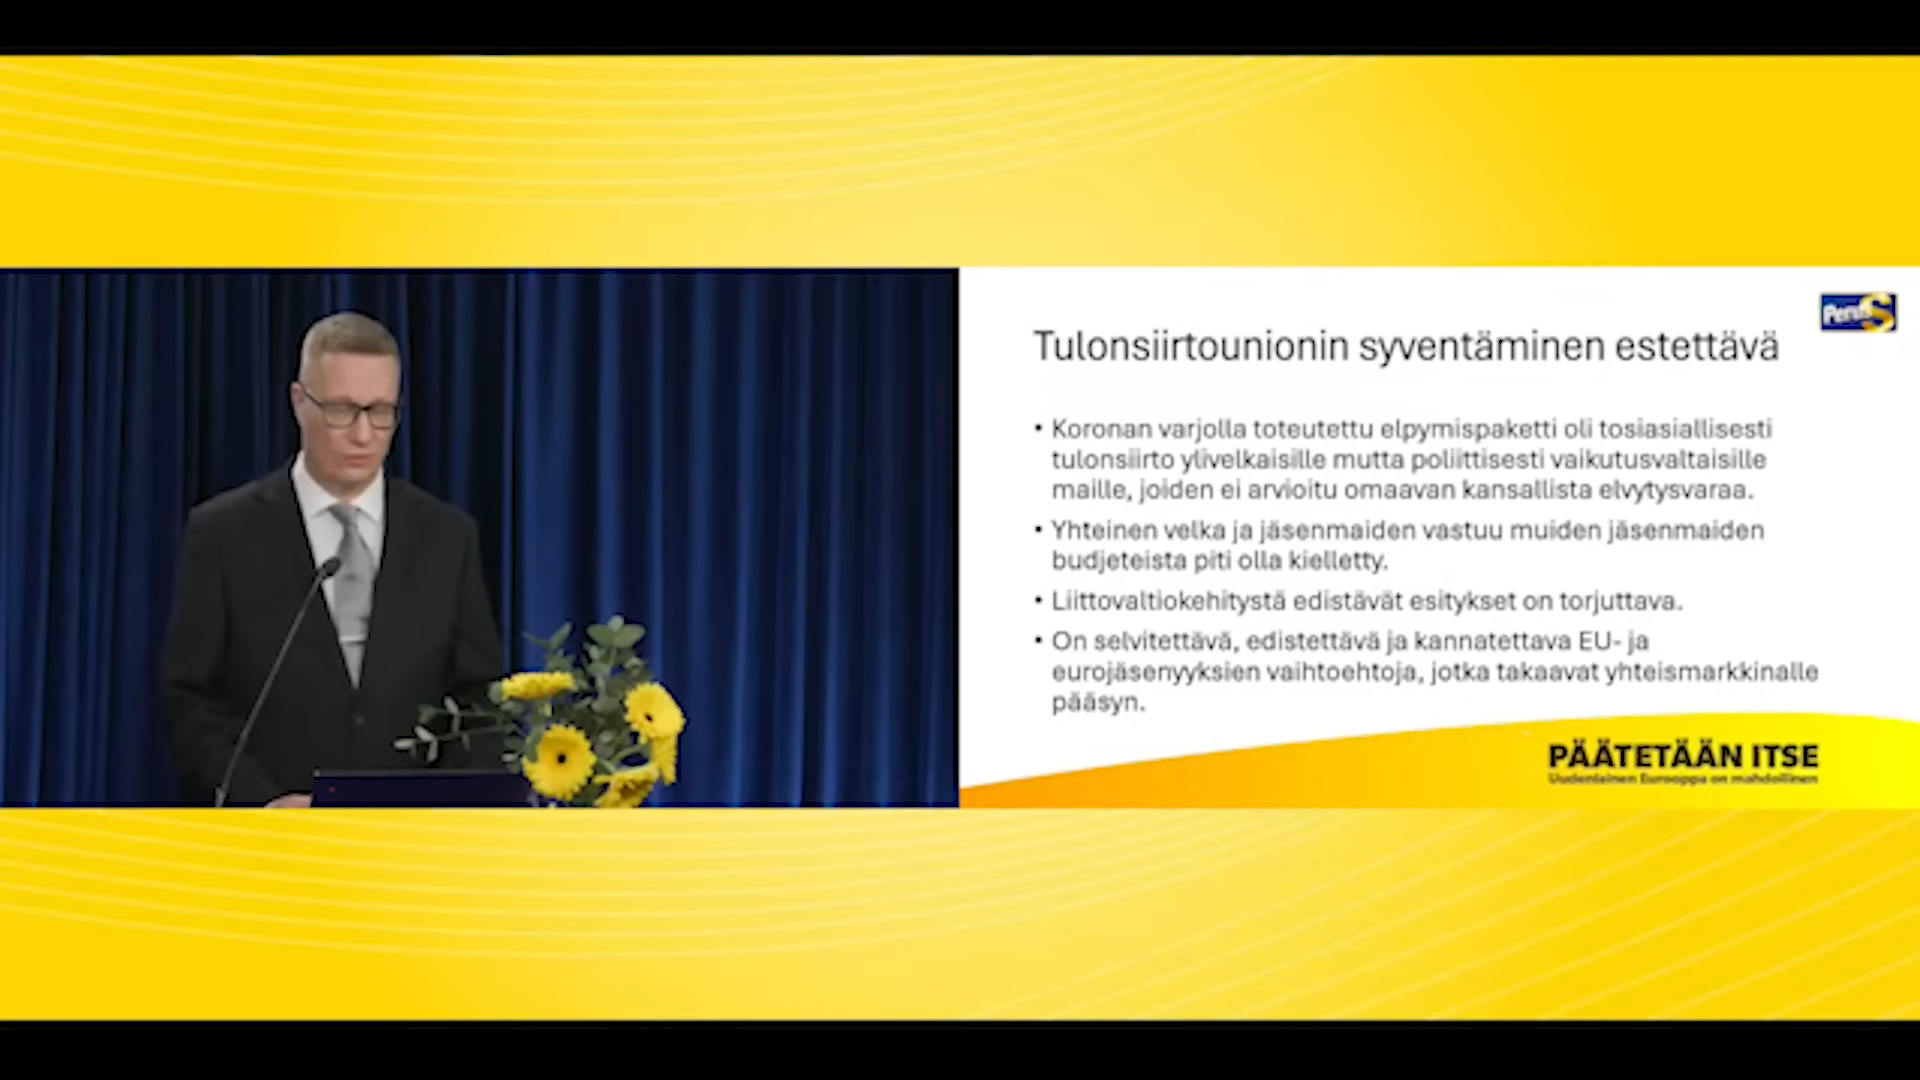 PerusS
Tulonsiirtounionin syventäminen estettävä
• Koronan varjolla toteutettu elpymispaketti oli tosiasiallisesti
tulonsiirto ylivelkaisille mutta poliittisesti vaikutusvaltaisille
maille, joiden ei arvioitu omaavan kansallista elvytysvaraa.
• Yhteinen velka ja jäsenmaiden vastuu muiden jäsenmaiden
budjeteista piti olla kielletty.
• Liittovaltiokehitystä edistävät esitykset on torjuttava.
• On selvitettävä, edistettävä ja kannatettava EU- ja
eurojäsenyyksien vaihtoehtoja, jotka takaavat yhteismarkkinalle
pääsyn.
PÄÄTETÄÄN ITSE
Uudenlainen Eurooppa on mahdollinen